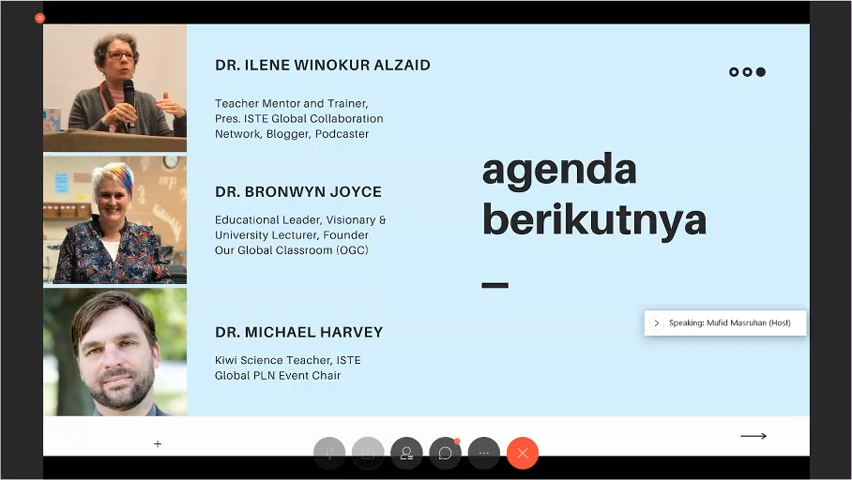 DR. ILENE WINOKUR ALZAID
Teacher Mentor and Trainer,
Pres. ISTE Global Collaboration
Network, Blogger, Podcaster
DR. BRONWYN JOYCE
Educational Leader, Visionary &
University Lecturer, Founder
Our Global Classroom (OGC)
DR. MICHAEL HARVEY
Kiwi Science Teacher, ISTE
Global PLN Event Chair
agenda
berikutnya
Speaking: Mufid Masruhan (Host)